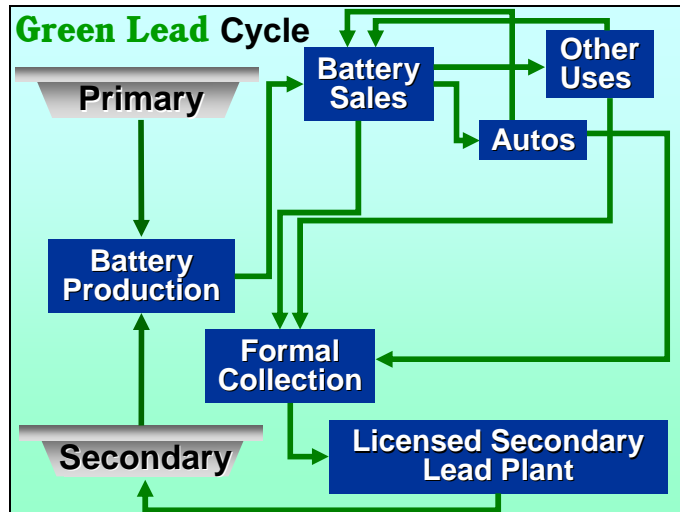 Green Lead Cycle
Primary
Battery
Sales
Other
Uses
Autos
Battery
Production
Formal
Collection
Secondary
Licensed Secondary
Lead Plant